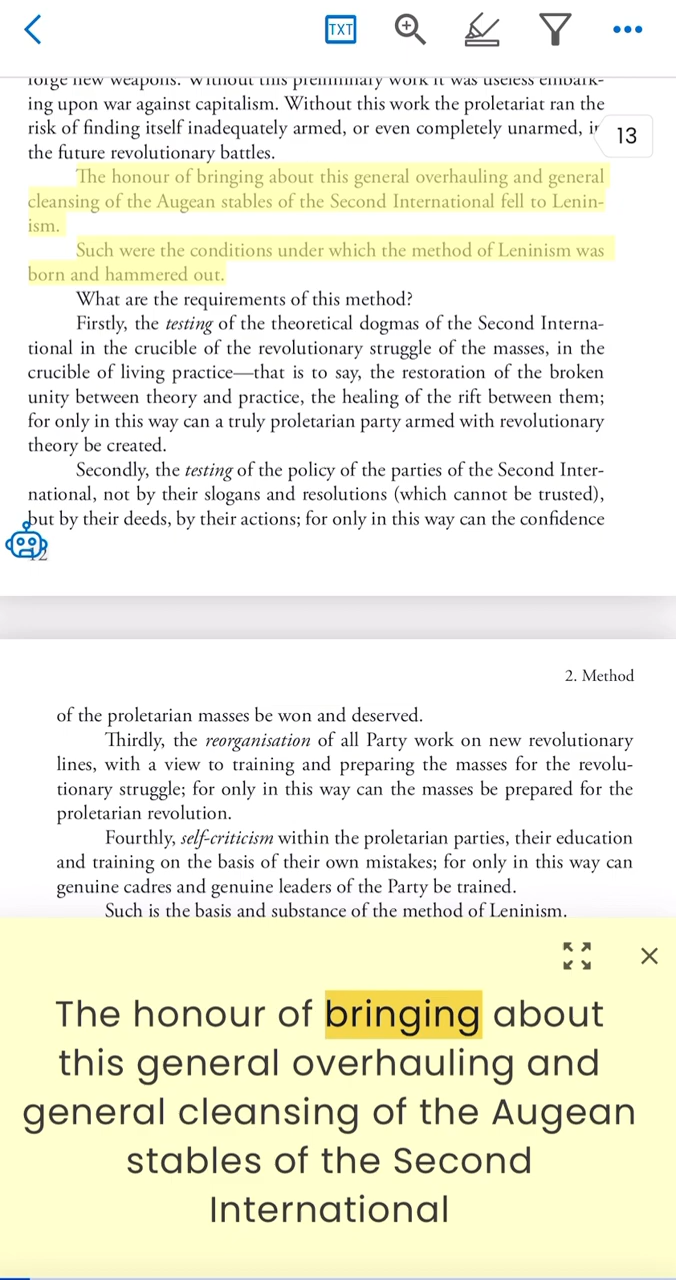 TXT
forge new weapons. Without this preliminary work it was useless embark-
ing upon war against capitalism. Without this work the proletariat ran the
risk of finding itself inadequately armed, or even completely unarmed, in
13
the future revolutionary battles.
The honour of bringing about this general overhauling and general
cleansing of the Augean stables of the Second International fell to Lenin-
ism.
Such were the conditions under which the method of Leninism was
born and hammered out.
What are the requirements of this method?
Firstly, the testing of the theoretical dogmas of the Second Interna-
tional in the crucible of the revolutionary struggle of the masses, in the
crucible of living practice—that is to say, the restoration of the broken
unity between theory and practice, the healing of the rift between them;
for only in this way can a truly proletarian party armed with revolutionary
theory be created.
Secondly, the testing of the policy of the parties of the Second Inter-
national, not by their slogans and resolutions (which cannot be trusted),
but by their deeds, by their actions; for only in this way can the confidence
2. Method
of the proletarian masses be won and deserved.
Thirdly, the reorganisation of all Party work on new revolutionary
lines, with a view to training and preparing the masses for the revolu-
tionary struggle; for only in this way can the masses be prepared for the
proletarian revolution.
Fourthly, self-criticism within the proletarian parties, their education
and training on the basis of their own mistakes; for only in this way can
genuine cadres and genuine leaders of the Party be trained.
Such is the basis and substance of the method of Leninism.
The honour of bringing about
this general overhauling and
general cleansing of the Augean
stables of the Second
International